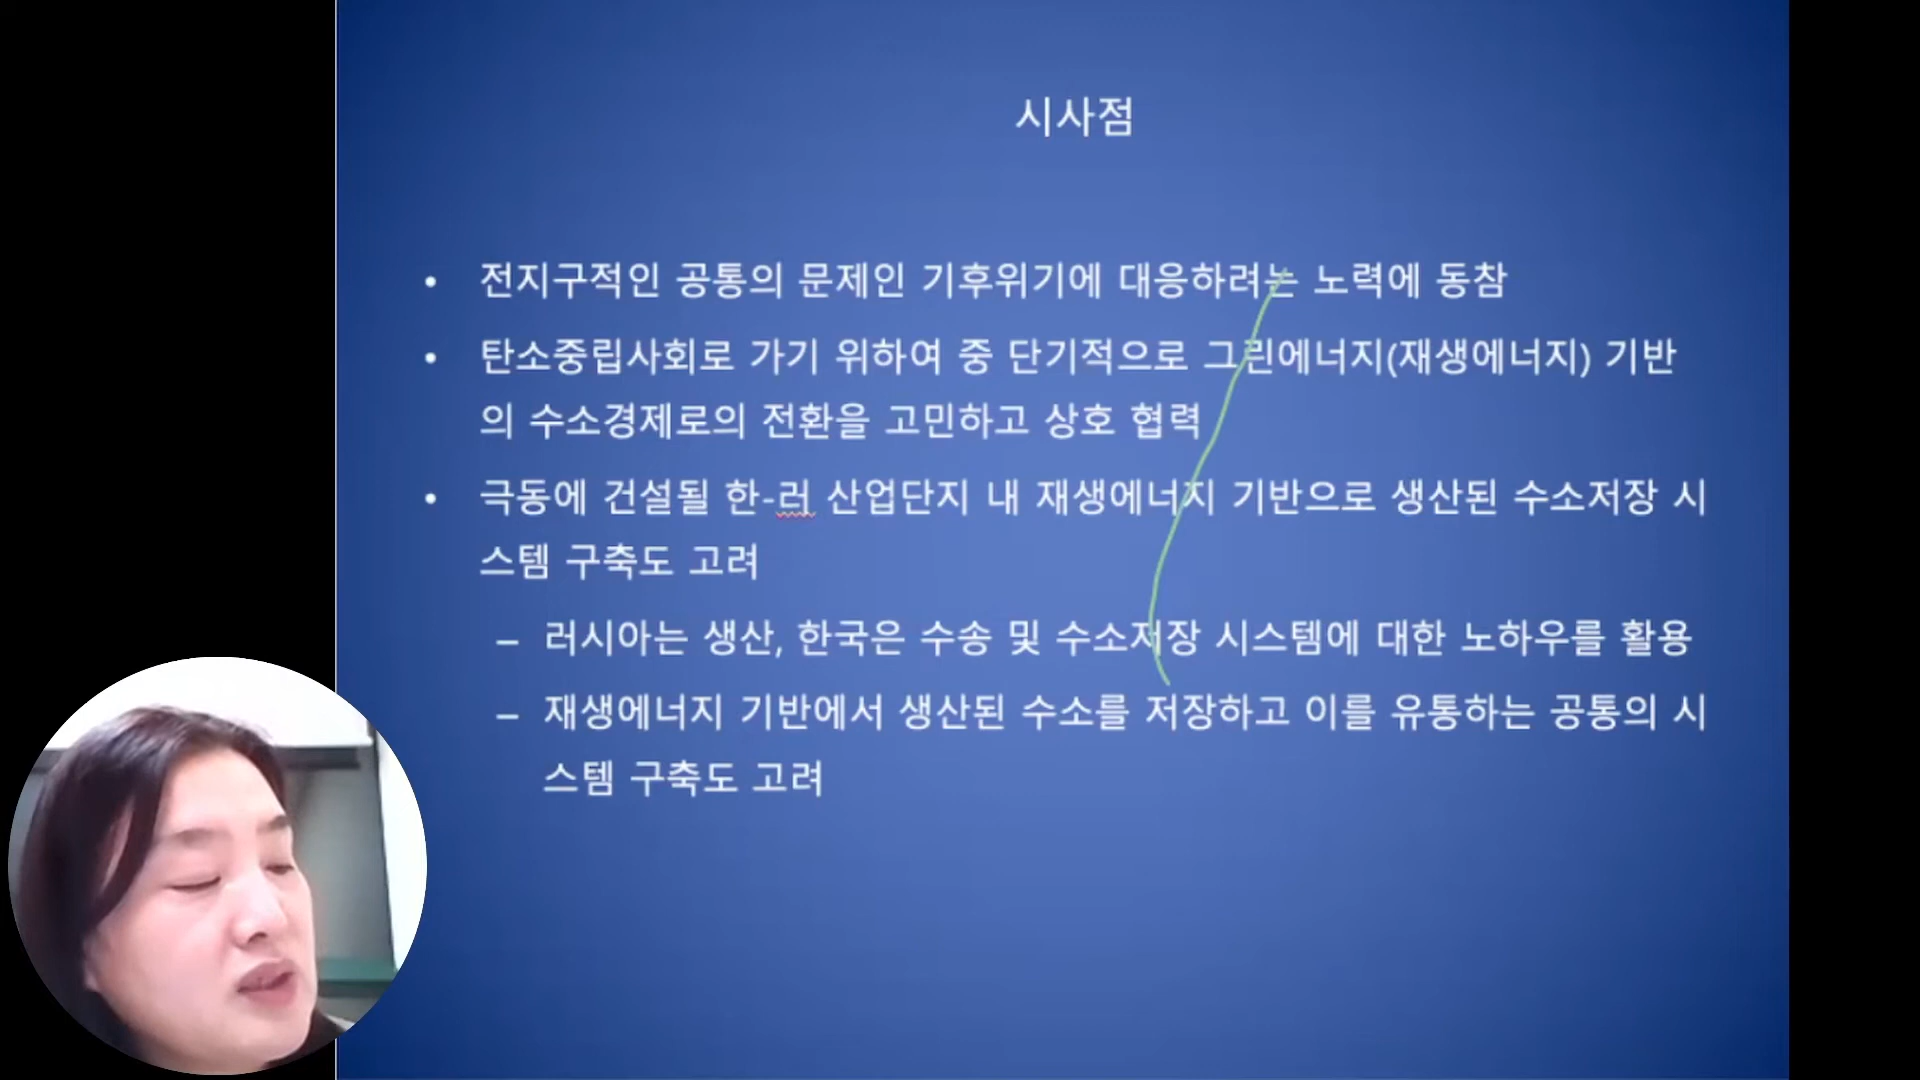 시사점
• 전지구적인 공통의 문제인 기후위기에 대응하려는 노력에 동참
• 탄소중립사회로 가기 위하여 중 단기적으로 그린에너지(재생에너지) 기반
의 수소경제로의 전환을 고민하고 상호 협력
• 극동에 건설될 한-러 산업단지 내 재생에너지 기반으로 생산된 수소저장 시
스템 구축도 고려
– 러시아는 생산, 한국은 수송 및 수소저장 시스템에 대한 노하우를 활용
– 재생에너지 기반에서 생산된 수소를 저장하고 이를 유통하는 공통의 시
스템 구축도 고려